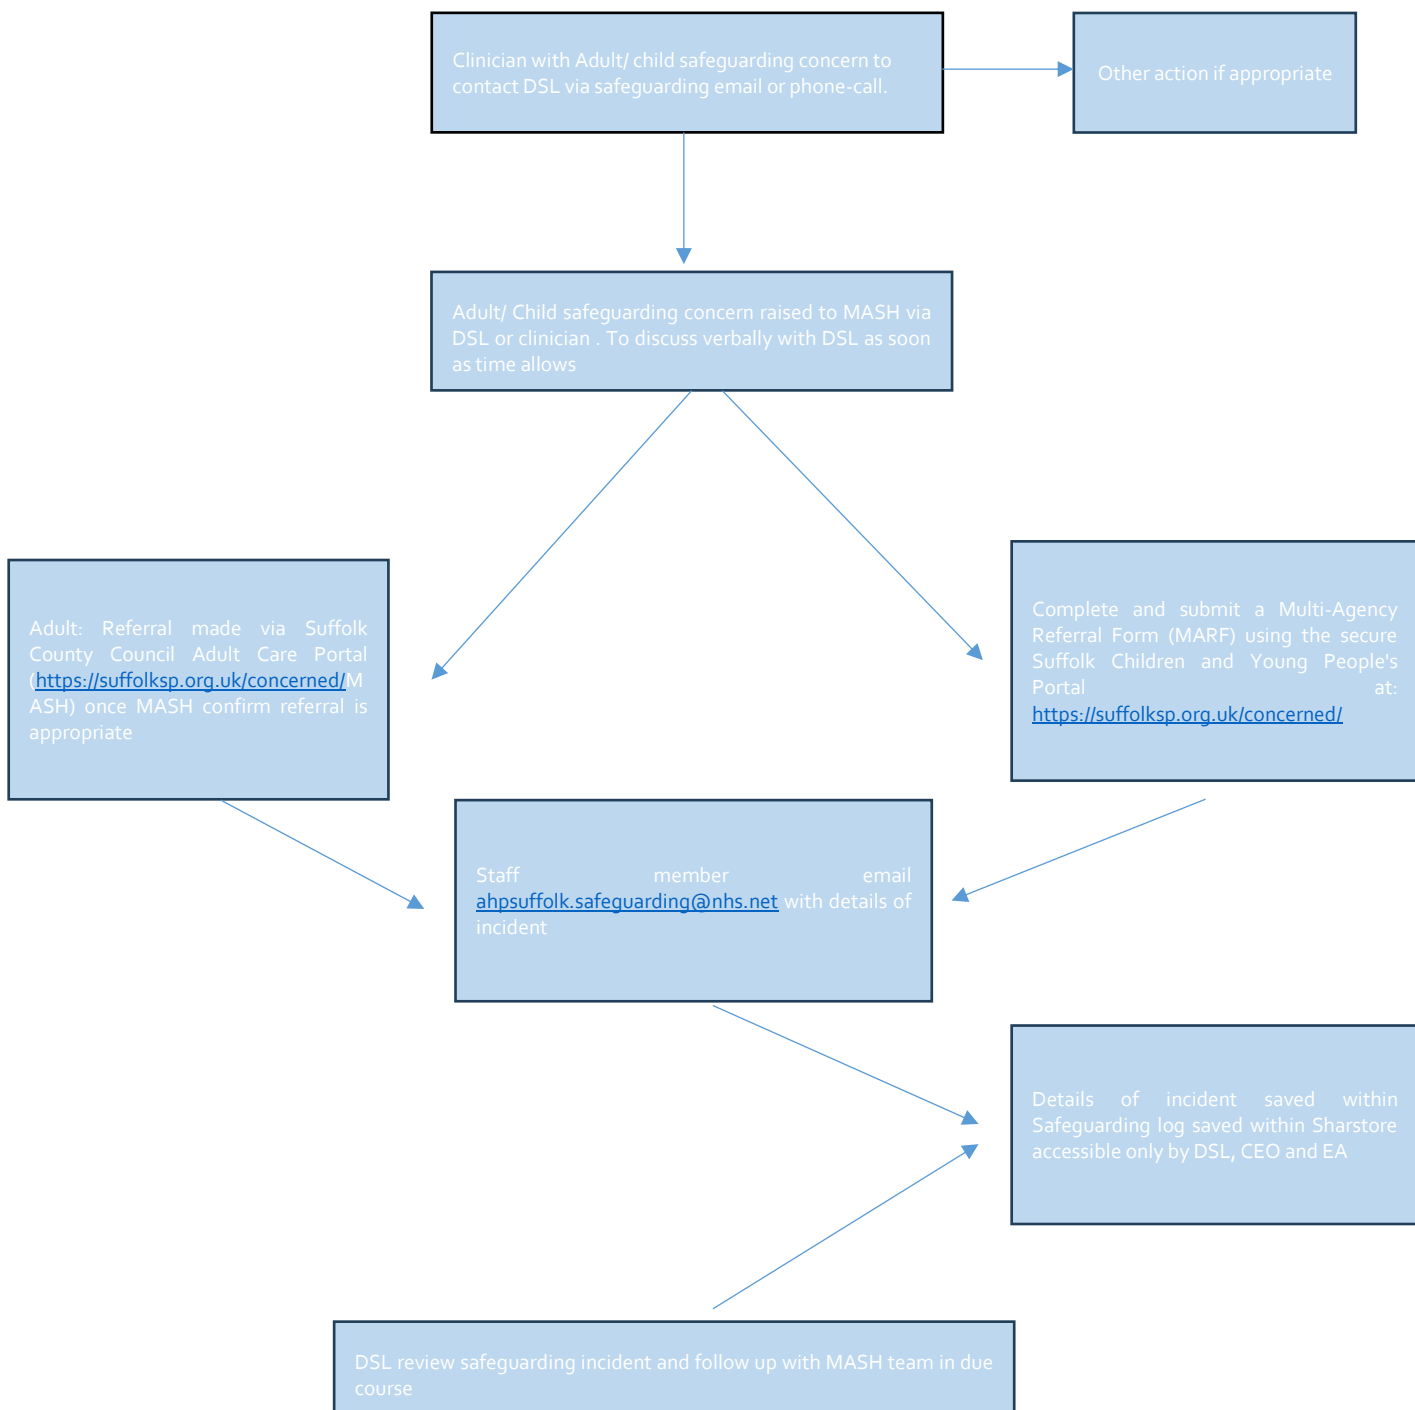 Clinician with Adult/ child safeguarding concern to
contact DSL via safeguarding email or phone-call.
Other action if appropriate
Adult/ Child safeguarding concern raised to MASH via
DSL or clinician . To discuss verbally with DSL as soon
as time allows
Adult: Referral made via Suffolk
County Council Adult Care Portal
(https://suffolksp.org.uk/concerned/M
ASH) once MASH confirm referral is
appropriate
Complete and submit a Multi-Agency
Referral Form (MARF) using the secure
Suffolk Children and Young People's
Portal at:
https://suffolksp.org.uk/concerned/
Staff member email
ahpsuffolk.safeguarding@nhs.net with details of
incident
Details of incident saved within
Safeguarding log saved within Sharstore
accessible only by DSL, CEO and EA
DSL review safeguarding incident and follow up with MASH team in due
course